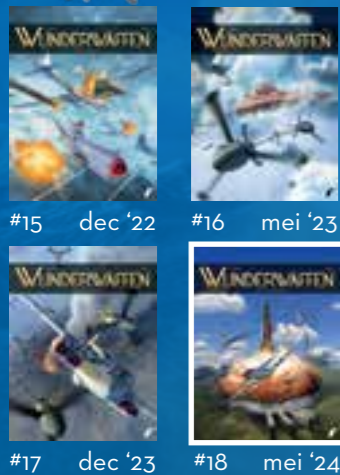 WUNDERWAFFEN WUNDERWAFFEN
#15 dec ‘22 #16 mei ‘23
WUNDERWAFFEN WUNDERWAFFEN
#17 dec ‘23 #18 mei ‘24